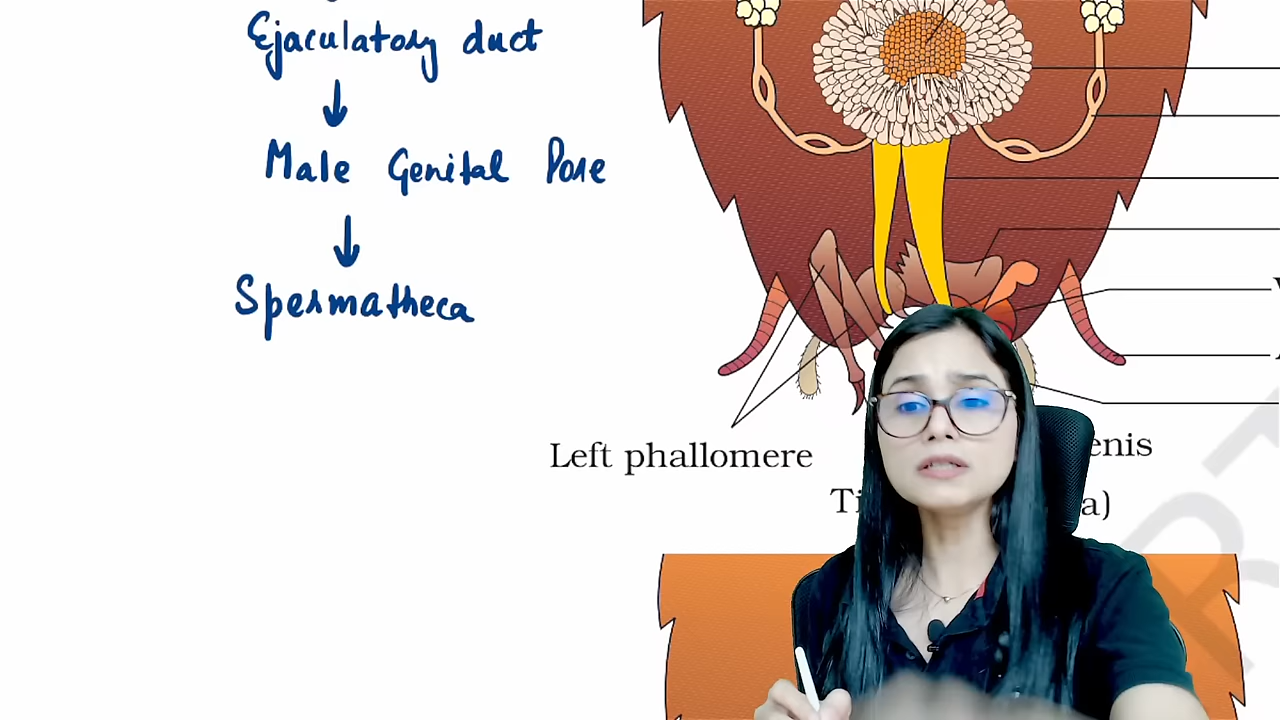 Ejaculatory duct
Male Genital Pore
Spermatheca
Left phallomere